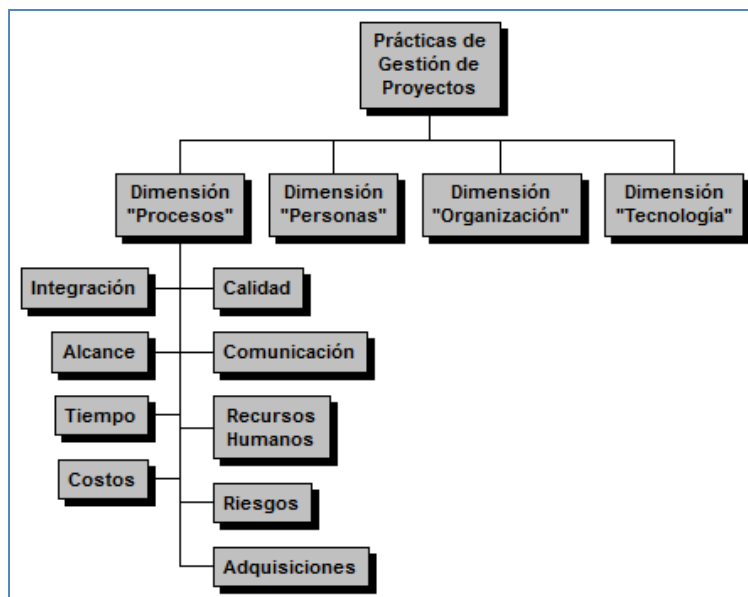 Prácticas de
Gestión de
Proyectos
Dimensión
"Procesos"
Dimensión
"Personas"
Dimensión
"Organización"
Dimensión
"Tecnología"
Integración
Calidad
Alcance
Comunicación
Tiempo
Recursos
Humanos
Costos
Riesgos
Adquisiciones